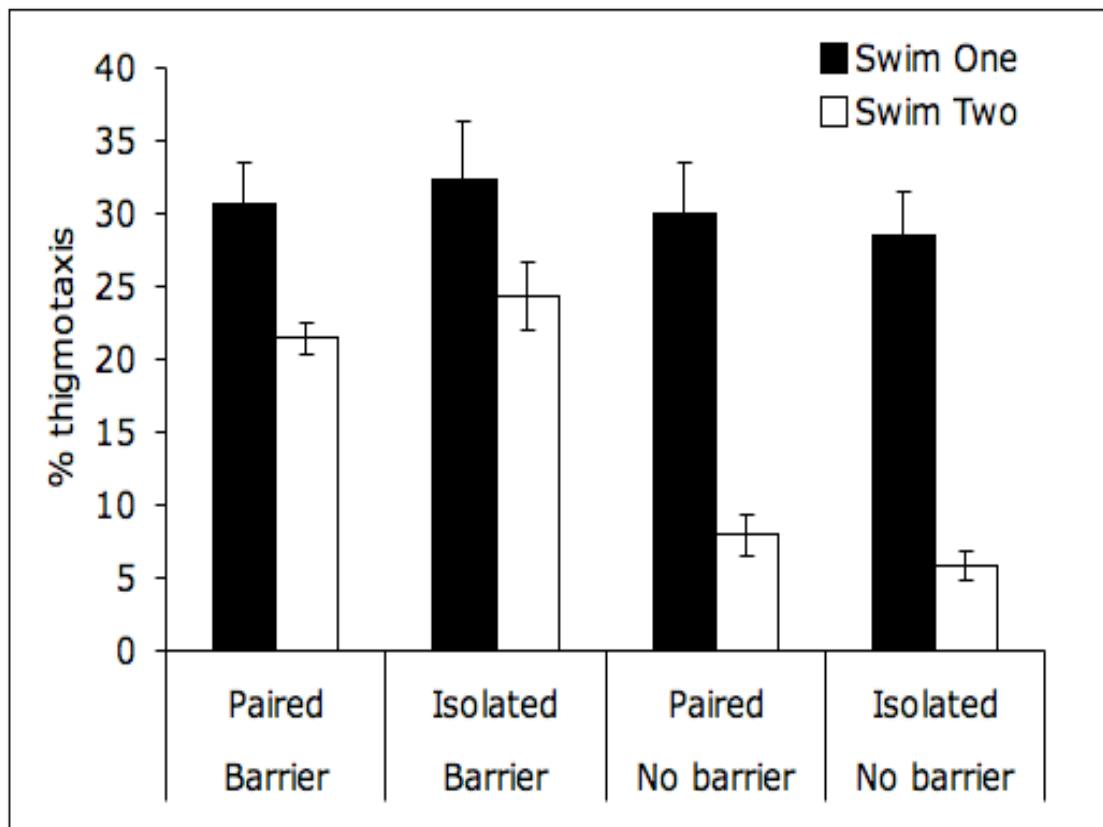 Swim One
Swim Two
% thigmotaxis
40
35
30
25
20
15
10
5
0
Paired Isolated Paired Isolated
Barrier Barrier No barrier No barrier